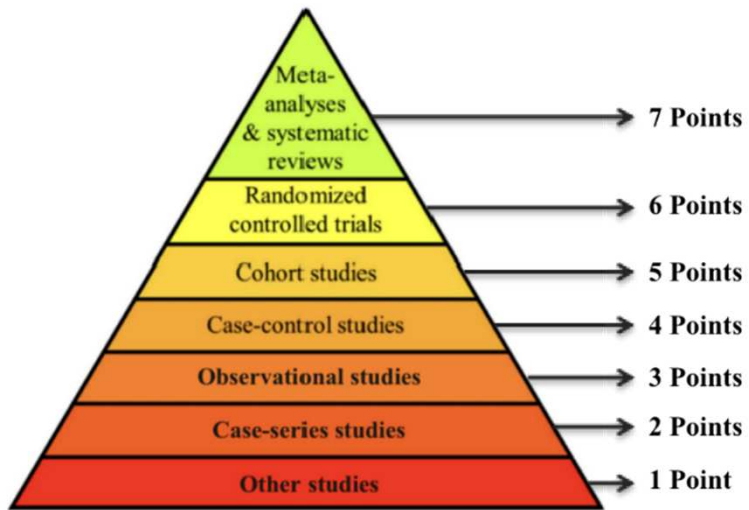 Meta-
analyses
& systematic
reviews
7 Points
Randomized
controlled trials
6 Points
Cohort studies
5 Points
Case-control studies
4 Points
Observational studies
3 Points
Case-series studies
2 Points
Other studies
1 Point